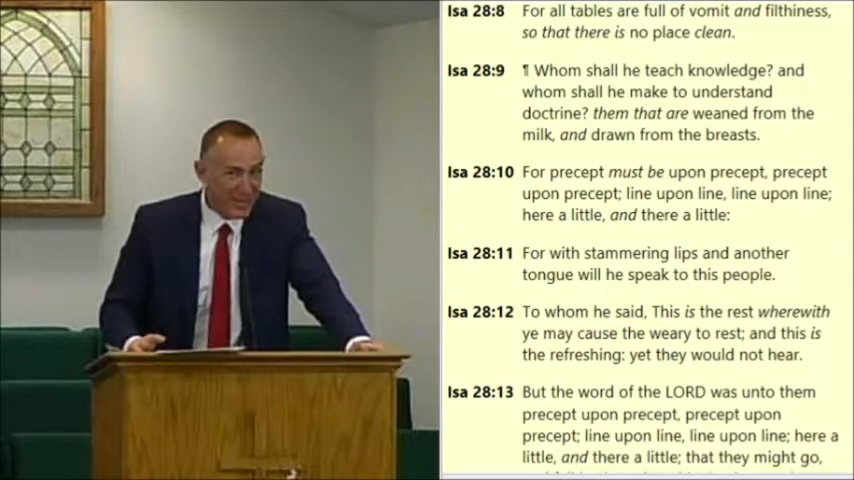 Isa 28:8 For all tables are full of vomit and filthiness,
so that there is no place clean.
Isa 28:9 ¶ Whom shall he teach knowledge? and
whom shall he make to understand
doctrine? them that are weaned from the
milk, and drawn from the breasts.
Isa 28:10 For precept must be upon precept, precept
upon precept; line upon line, line upon line;
here a little, and there a little:
Isa 28:11 For with stammering lips and another
tongue will he speak to this people.
Isa 28:12 To whom he said, This is the rest wherewith
ye may cause the weary to rest; and this is
the refreshing: yet they would not hear.
Isa 28:13 But the word of the LORD was unto them
precept upon precept, precept upon
precept; line upon line, line upon line; here a
little, and there a little; that they might go,